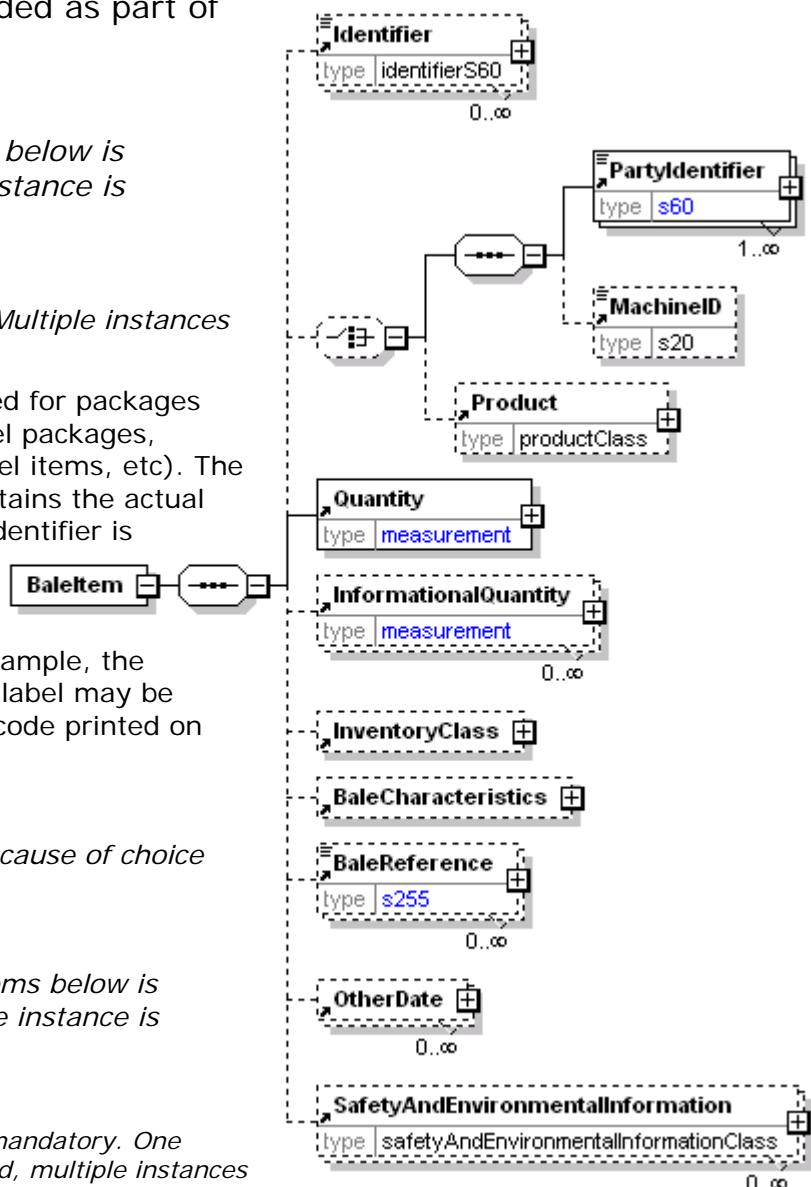 ded as part of
below is
stance is
Multiple instances
ed for packages
el packages,
el items, etc). The
tains the actual
dentifier is
ample, the
label may be
code printed on
cause of choice
ems below is
e instance is
mandatory. One
d, multiple instances
BaleItem
Identifier
type identifierS60
0..∞
PartyIdentifier
type s60
1..∞
MachineID
type s20
Product
type productClass
Quantity
type measurement
InformationalQuantity
type measurement
0..∞
InventoryClass
BaleCharacteristics
BaleReference
type s255
0..∞
OtherDate
0..∞
SafetyAndEnvironmentalInformation
type safetyAndEnvironmentalInformationClass
0..∞